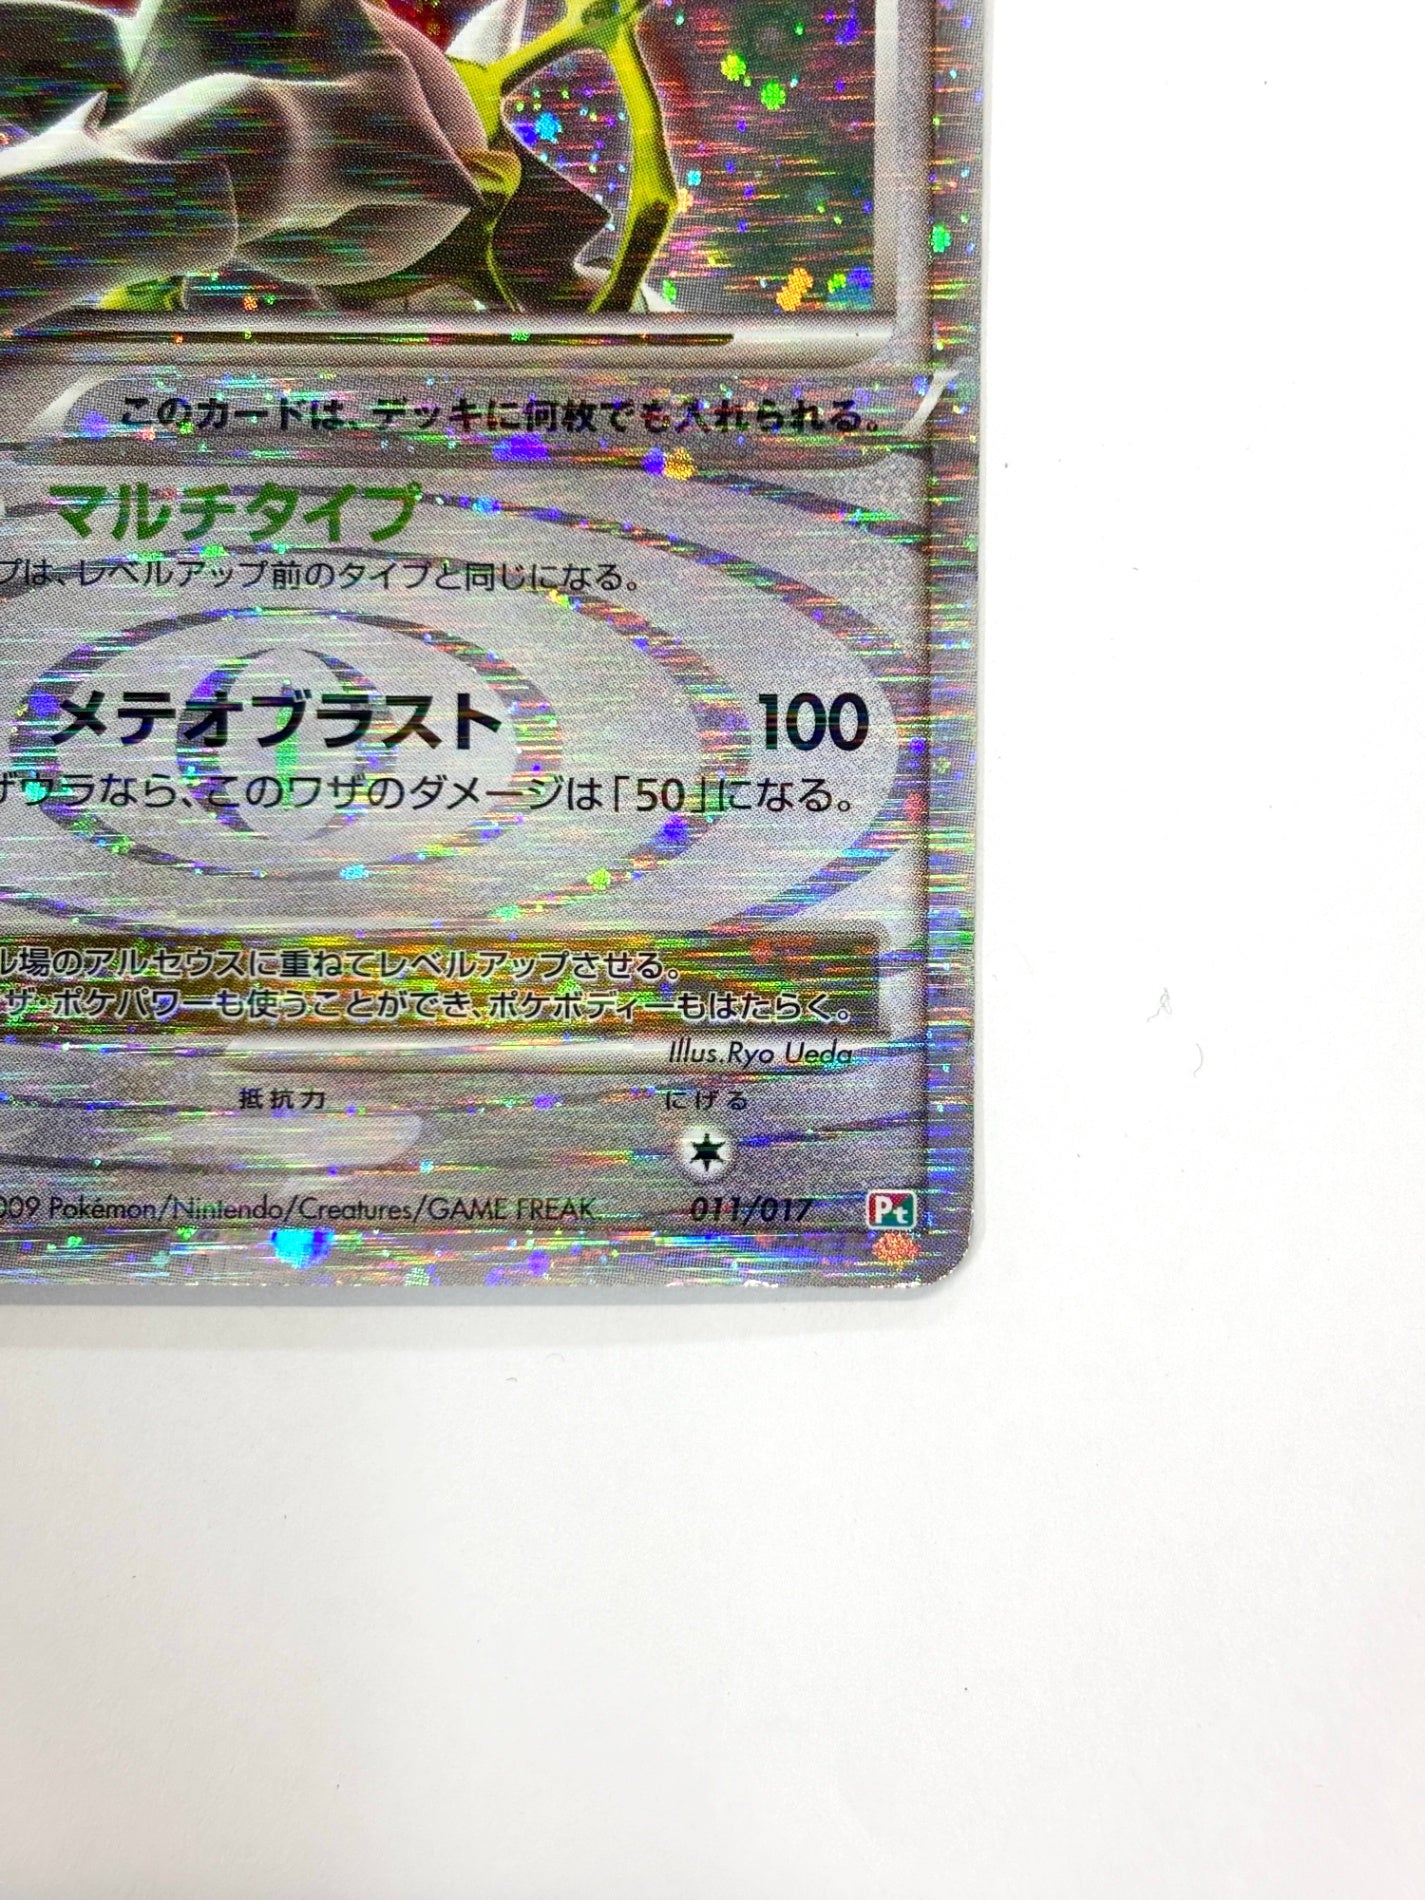 このカードは、デッキに何枚でも入れられる。
マルチタイプ
プは、レベルアップ前のタイプと同じになる。
メテオブラスト 100
ザウラなら、このワザのダメージは「50」になる。
ル場のアルセウスに重ねてレベルアップさせる。
ザ・ポケパワーも使うことができ、ポケボディーもはたらく。
Illus.Ryo Ueda
抵抗力 にげる
009 Pokémon/Nintendo/Creatures/GAME FREAK 011/017 Pt